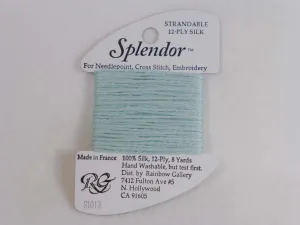 STRANDABLE
12-PLY SILK
Splendor™
For Needlepoint, Cross Stitch, Embroidery
Made in France
100% Silk, 12-Ply, 8 Yards
Hand Washable, but test first.
Dist. by Rainbow Gallery
7412 Fulton Ave #5
N. Hollywood
CA 91605
RG